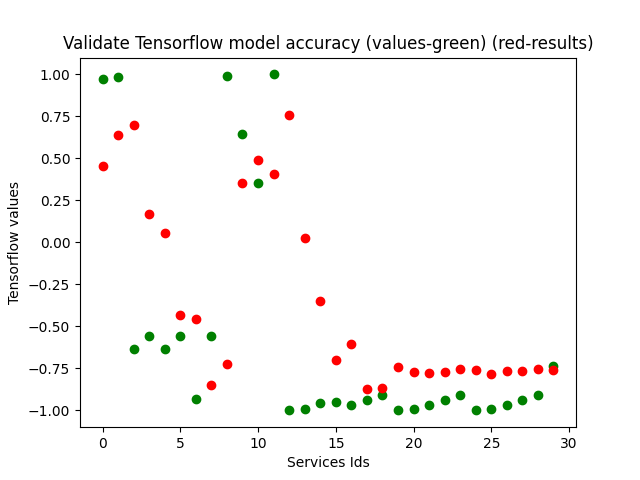 Validate Tensorflow model accuracy (values-green) (red-results)
1.00
0.75
0.50
0.25
0.00
−0.25
−0.50
−0.75
−1.00
Tensorflow values
0 5 10 15 20 25 30
Services Ids